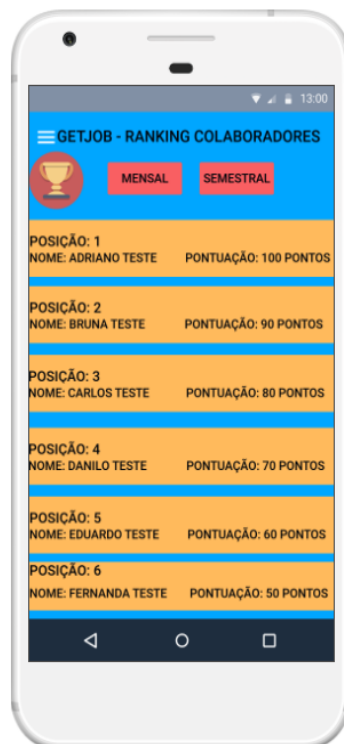 13:00
GETJOB - RANKING COLABORADORES
MENSAL SEMESTRAL
POSIÇÃO: 1
NOME: ADRIANO TESTE PONTUAÇÃO: 100 PONTOS
POSIÇÃO: 2
NOME: BRUNA TESTE PONTUAÇÃO: 90 PONTOS
POSIÇÃO: 3
NOME: CARLOS TESTE PONTUAÇÃO: 80 PONTOS
POSIÇÃO: 4
NOME: DANILO TESTE PONTUAÇÃO: 70 PONTOS
POSIÇÃO: 5
NOME: EDUARDO TESTE PONTUAÇÃO: 60 PONTOS
POSIÇÃO: 6
NOME: FERNANDA TESTE PONTUAÇÃO: 50 PONTOS